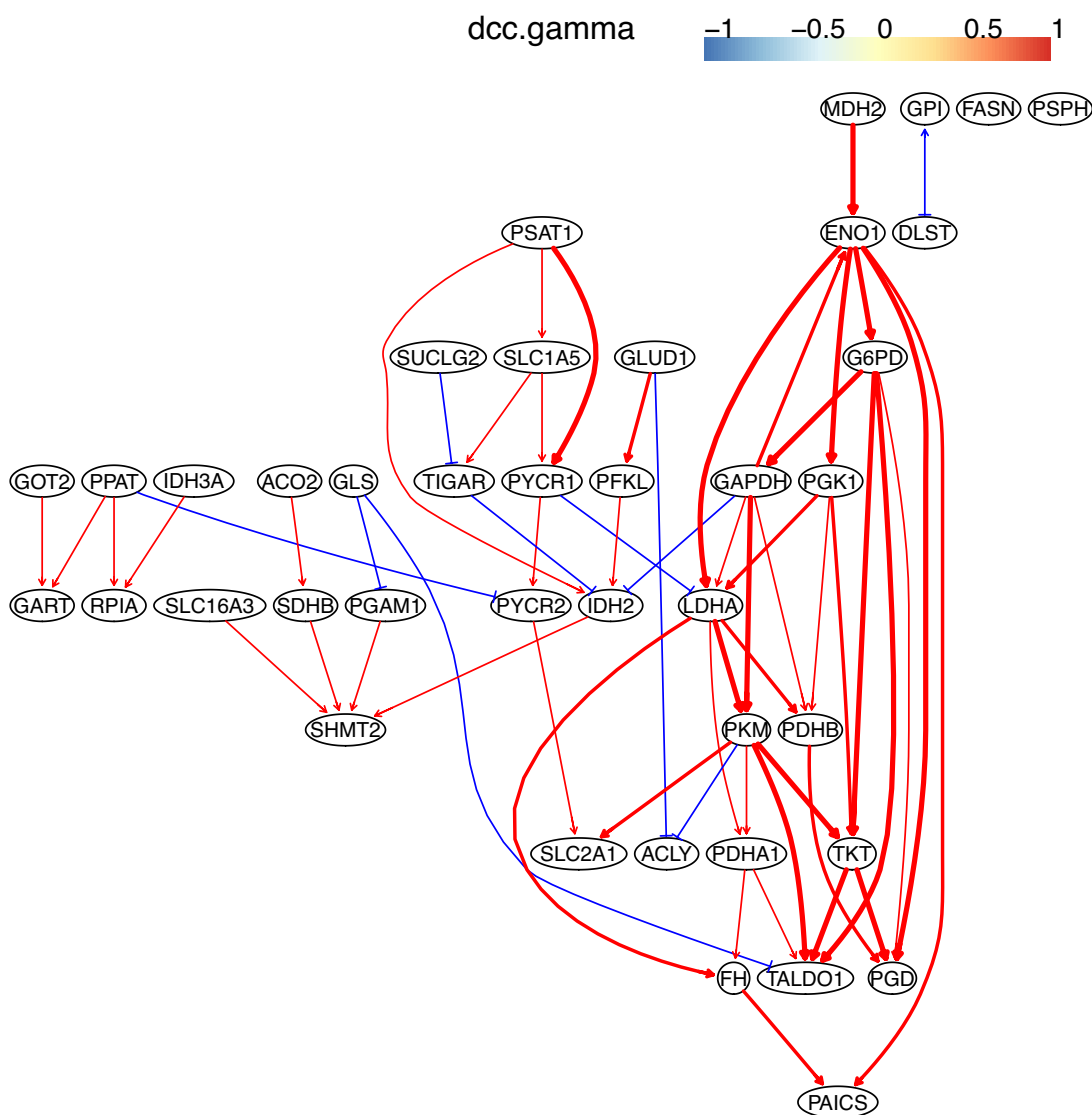 dcc.gamma
−1 −0.5 0 0.5 1
MDH2 GPI FASN PSPH
PSAT1 ENO1 DLST
SUCLG2 SLC1A5 GLUD1 G6PD
GOT2 PPAT IDH3A ACO2 GLS TIGAR PYCR1 PFKL GAPDH PGK1
GART RPIA SLC16A3 SDHB PGAM1 PYCR2 IDH2 LDHA
SHMT2 PKM PDHB
SLC2A1 ACLY PDHA1 TKT
FH TALDO1 PGD
PAICS